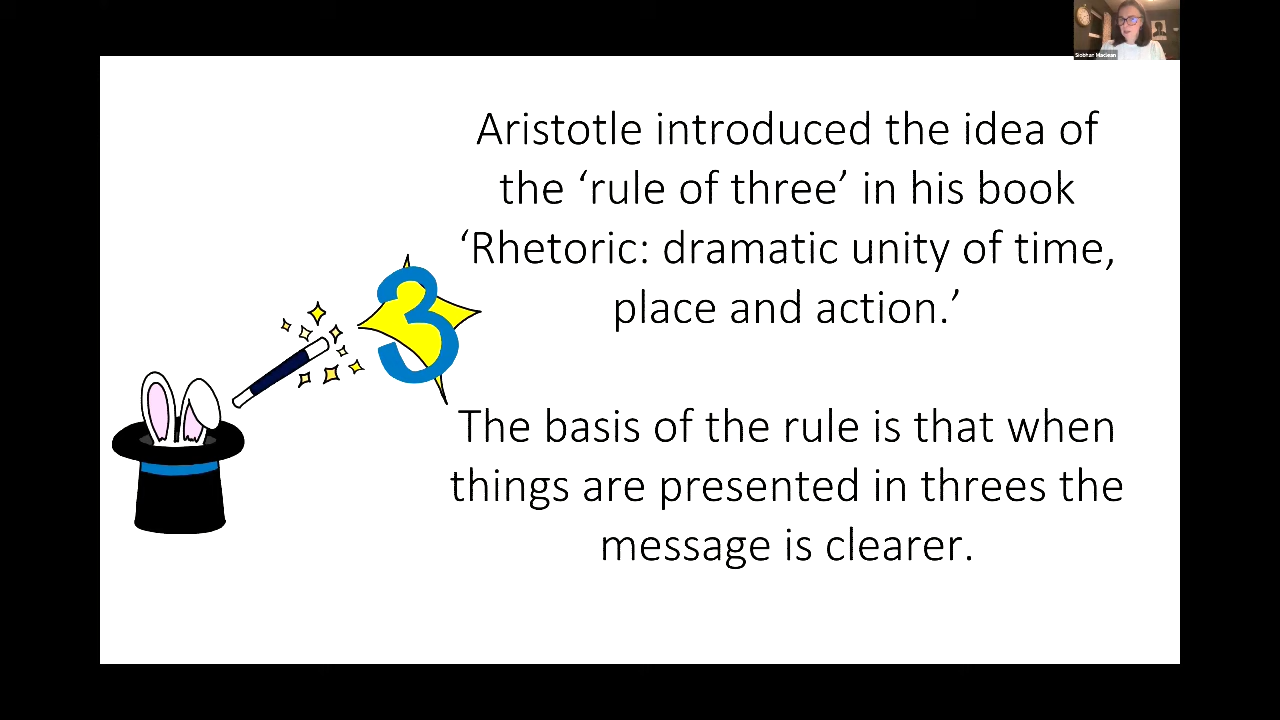 Siobhan Maclean
Aristotle introduced the idea of
the ‘rule of three’ in his book
‘Rhetoric: dramatic unity of time,
place and action.’
3
The basis of the rule is that when
things are presented in threes the
message is clearer.